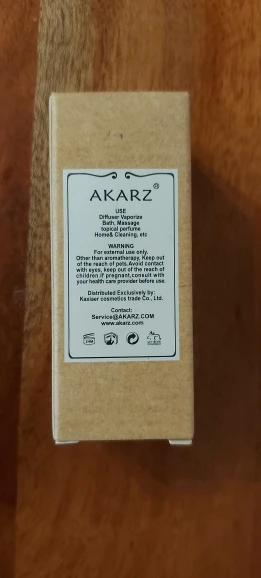 AKARZ®
USE
Diffuser Vaporize
Bath, Massage
topical perfume
Home& Cleaning, etc
WARNING
For external use only.
Other than aromatherapy, Keep out
of the reach of pets.Avoid contact
with eyes, keep out of the reach of
children.If pregnant,consult with
your health care provider before use.
Distributed Exclusively by:
Kaxiser cosmetics trade Co., Ltd.
Contact:
Service@AKARZ.COM
www.akarz.com